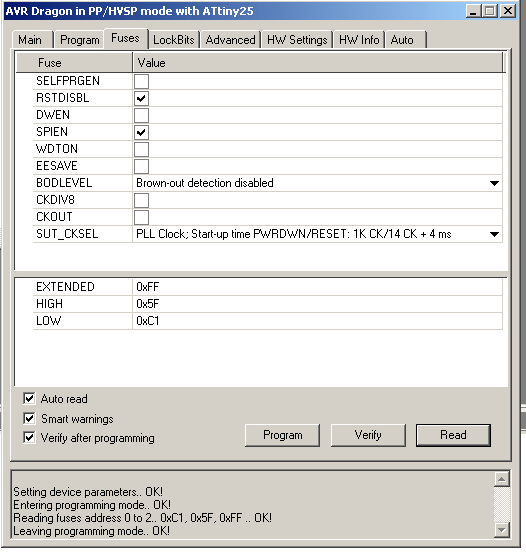 AVR Dragon in PP/HVSP mode with ATtiny25
Main Program Fuses LockBits Advanced HW Settings HW Info Auto
Fuse Value
SELFPRGEN
RSTDISBL
DWEN
SPIEN
WDTON
EESAVE
BODLEVEL Brown-out detection disabled
CKDIV8
CKOUT
SUT_CKSEL PLL Clock; Start-up time PWRDWN/RESET: 1K CK/14 CK + 4 ms
EXTENDED 0xFF
HIGH 0x5F
LOW 0xC1
Auto read
Smart warnings
Verify after programming
Program Verify Read
Setting device parameters.. OK!
Entering programming mode.. OK!
Reading fuses address 0 to 2.. 0xC1, 0x5F, 0xFF .. OK!
Leaving programming mode.. OK!